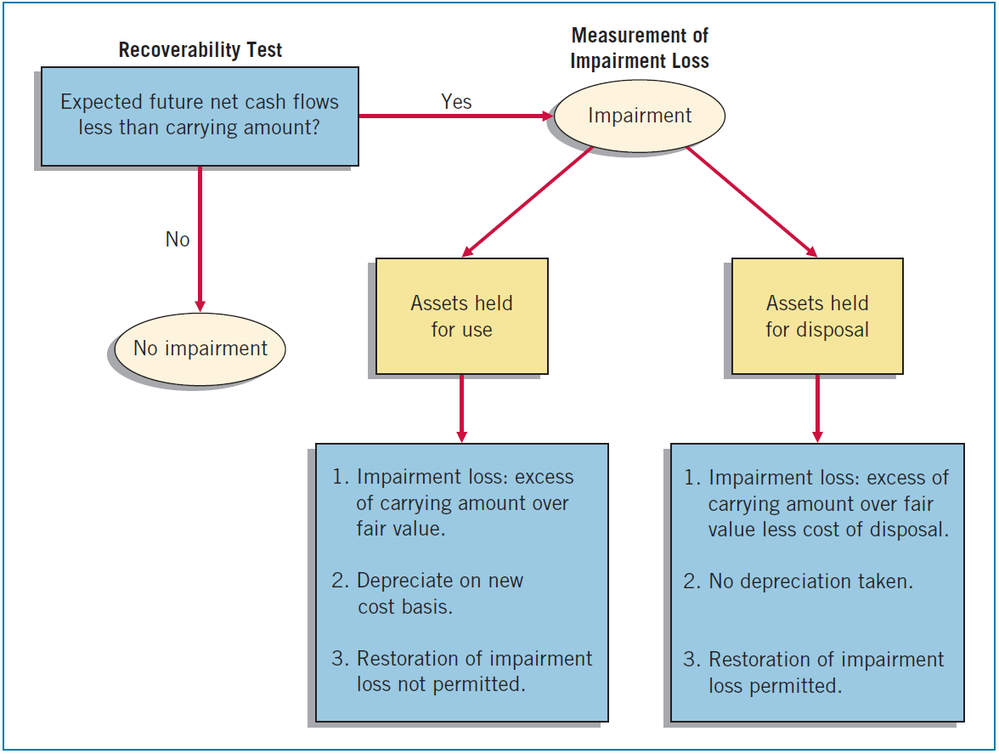 Recoverability Test
Measurement of
Impairment Loss
Expected future net cash flows
less than carrying amount?
Yes
Impairment
No
No impairment
Assets held
for use
Assets held
for disposal
1. Impairment loss: excess
of carrying amount over
fair value.
2. Depreciate on new
cost basis.
3. Restoration of impairment
loss not permitted.
1. Impairment loss: excess of
carrying amount over fair
value less cost of disposal.
2. No depreciation taken.
3. Restoration of impairment
loss permitted.